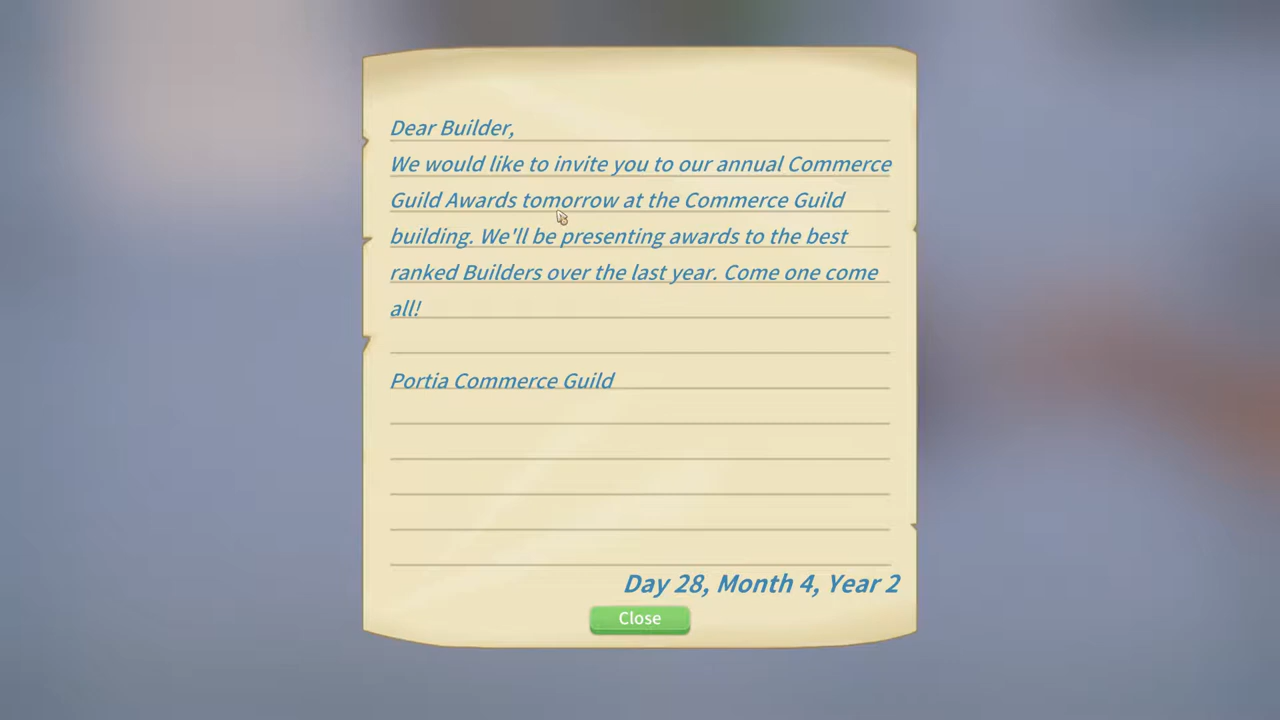 Dear Builder,
We would like to invite you to our annual Commerce
Guild Awards tomorrow at the Commerce Guild
building. We'll be presenting awards to the best
ranked Builders over the last year. Come one come
all!
Portia Commerce Guild
Day 28, Month 4, Year 2
Close